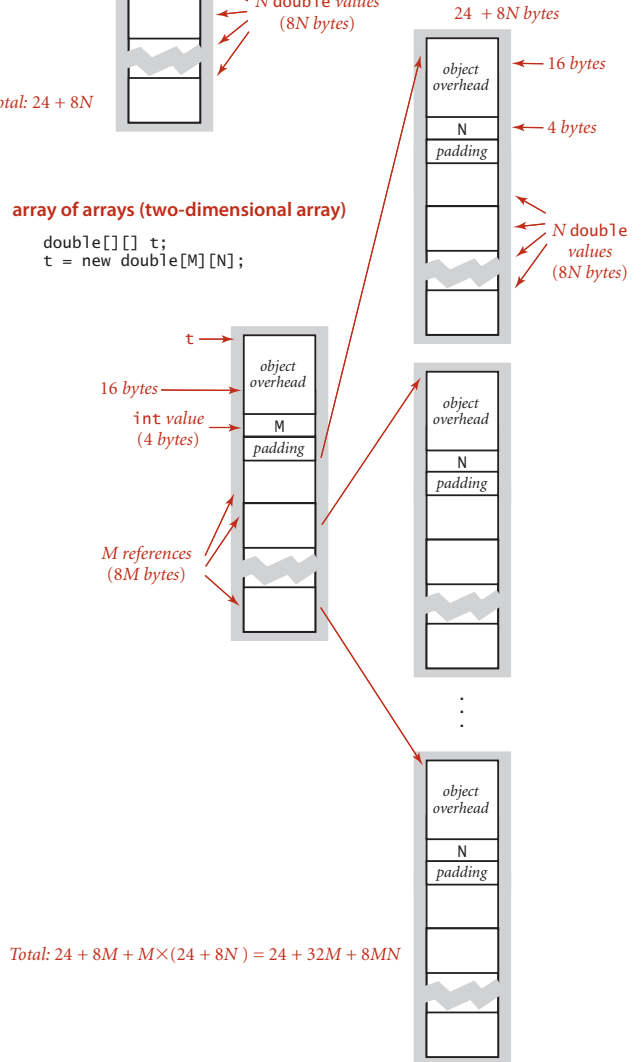 N double values
(8N bytes)
Total: 24 + 8N
24 + 8N bytes
object
overhead
16 bytes
N
4 bytes
padding
N double
values
(8N bytes)
array of arrays (two-dimensional array)
double[][] t;
t = new double[M][N];
t
object
overhead
16 bytes
int value
(4 bytes)
M
padding
M references
(8M bytes)
object
overhead
N
padding
.
.
.
object
overhead
N
padding
Total: 24 + 8M + M×(24 + 8N ) = 24 + 32M + 8MN